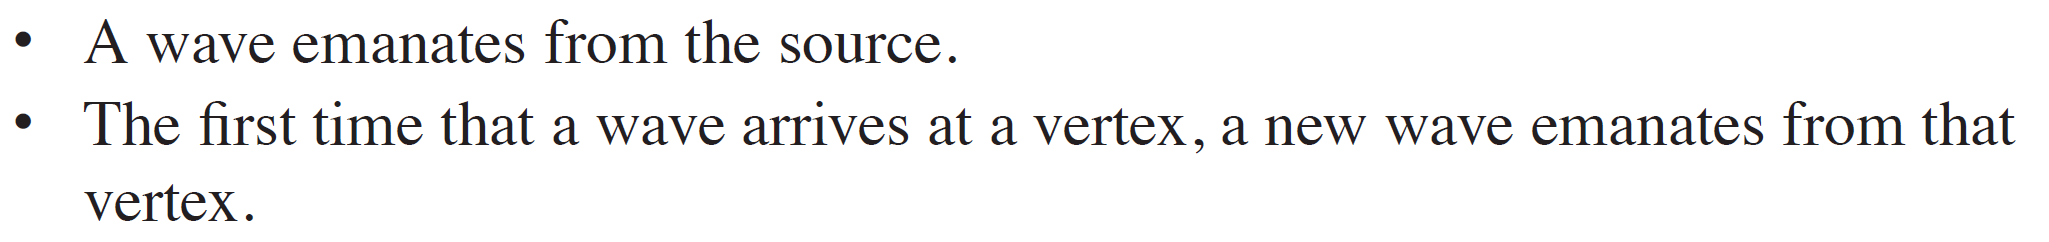 • A wave emanates from the source.
• The first time that a wave arrives at a vertex, a new wave emanates from that
vertex.